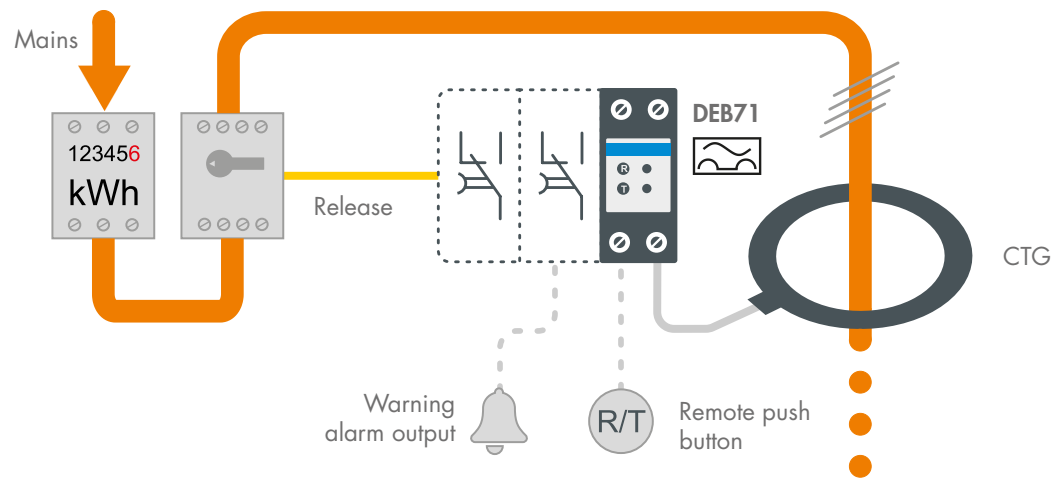 Mains
123456
kWh
Release
DEB71
R
T
CTG
Warning
alarm output
R/T
Remote push
button